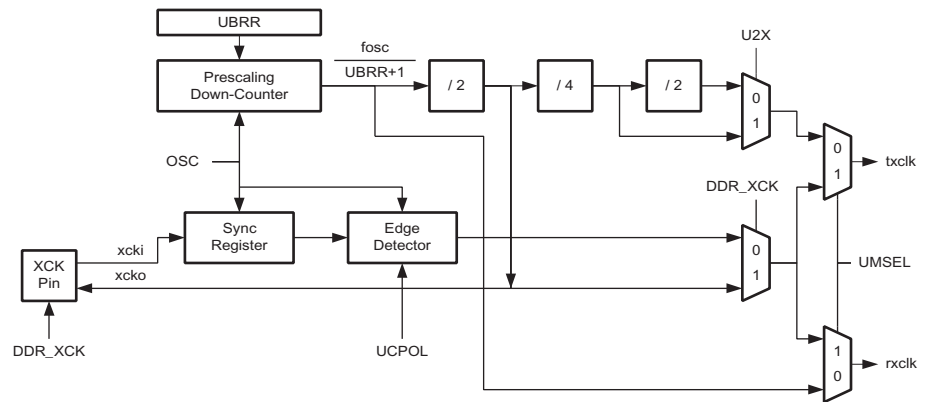 UBRR
U2X
fosc
UBRR+1
Prescaling
Down-Counter
/ 2
/ 4
/ 2
0
1
0
1
OSC
txclk
DDR_XCK
Sync
Register
Edge
Detector
xcki
0
1
XCK
Pin
xcko
UMSEL
DDR_XCK
UCPOL
1
0
rxclk